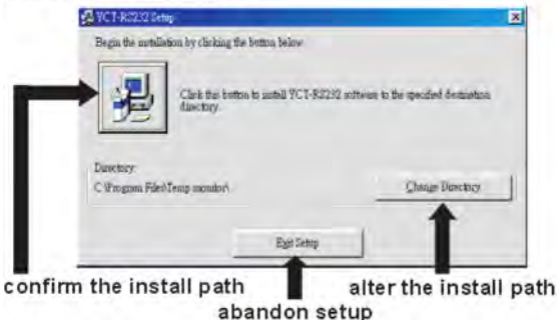 YCT-RS232 Setup
Begin the installation by clicking the button below.
Click this button to install YCT-RS232 software to the specified destination
directory.
Directory:
C:\Program Files\Temp monitor\
Change Directory
Exit Setup
confirm the install path
alter the install path
abandon setup